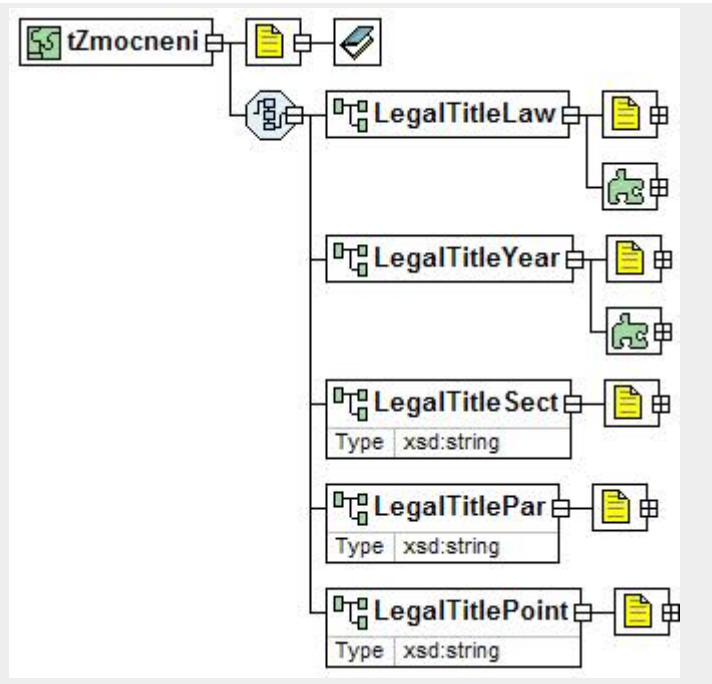 tZmocneni
LegalTitleLaw
LegalTitleYear
LegalTitleSect
Type xsd:string
LegalTitlePar
Type xsd:string
LegalTitlePoint
Type xsd:string